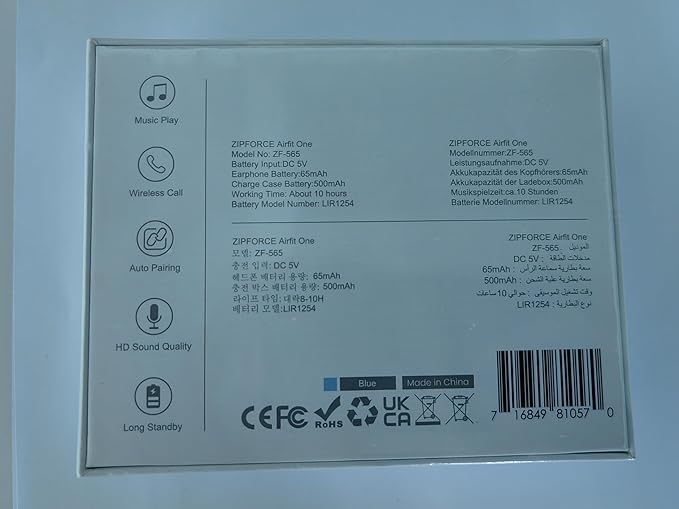 Music Play
Wireless Call
Auto Pairing
HD Sound Quality
Long Standby
ZIPFORCE Airfit One
Model No: ZF-565
Battery Input:DC 5V
Earphone Battery:65mAh
Charge Case Battery:500mAh
Working Time: About 10 hours
Battery Model Number: LIR1254
ZIPFORCE Airfit One
Modellnummer:ZF-565
Leistungsaufnahme:DC 5V
Akkukapazität des Kopfhörers:65mAh
Akkukapazität der Ladebox:500mAh
Musikspielzeit:ca.10 Stunden
Batterie Modellnummer: LIR1254
ZIPFORCE Airfit One
모델: ZF-565
충전 입력: DC 5V
헤드폰 배터리 용량: 65mAh
충전 박스 배터리 용량: 500mAh
라이프 타임: 대략8-10H
배터리 모델:LIR1254
ZIPFORCE Airfit One
الموديل : ZF-565
مدخلات الطاقة : DC 5V
سعة بطارية سماعة الرأس : 65mAh
سعة بطارية علبة الشحن : 500mAh
وقت تشغيل الموسيقى : حوالي 10 ساعات
نوع البطارية : LIR1254
Blue
Made in China
CE FC RoHS UK
CA
7 16849 81057 0